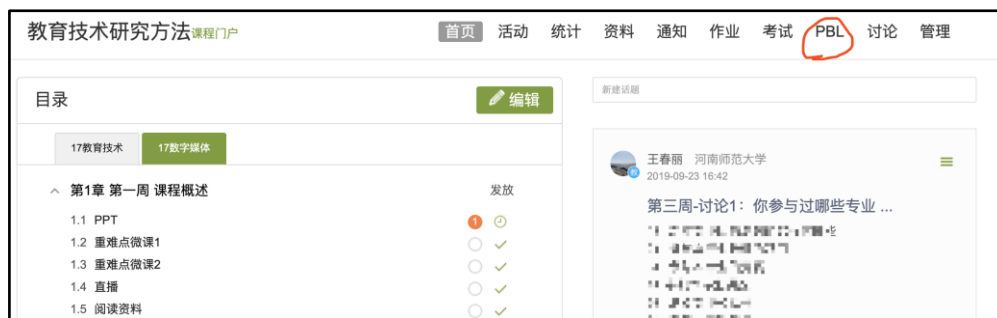 教育技术研究方法课程门户
首页 活动 统计 资料 通知 作业 考试 PBL 讨论 管理
目录
编辑
17教育技术 17数字媒体
第1章 第一周 课程概述 发放
1.1 PPT 1
1.2 重难点微课1
1.3 重难点微课2
1.4 直播
1.5 阅读资料
新建话题
王春丽 河南师范大学
教
2019-09-23 16:42
第三周-讨论1：你参与过哪些专业 ...